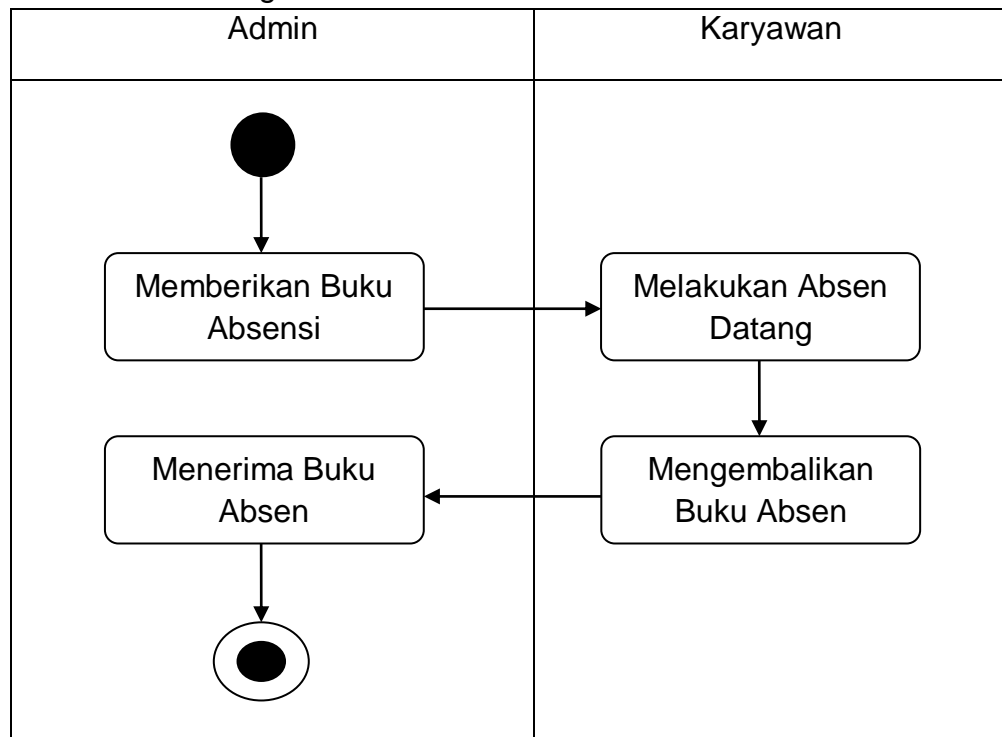 Admin
Karyawan
Memberikan Buku
Absensi
Melakukan Absen
Datang
Menerima Buku
Absen
Mengembalikan
Buku Absen